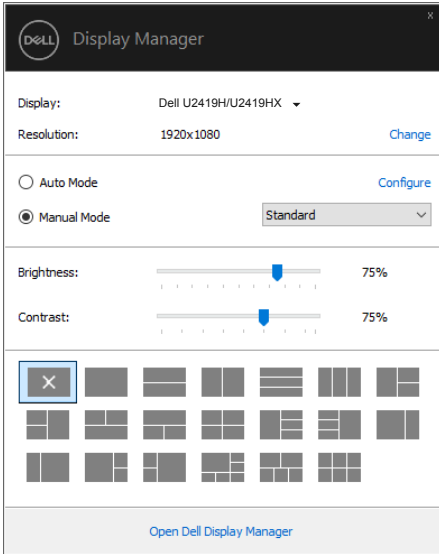 x
DELL Display Manager
Display: Dell U2419H/U2419HX
Resolution: 1920x1080 Change
Auto Mode Configure
Manual Mode Standard
Brightness: 75%
Contrast: 75%
Open Dell Display Manager